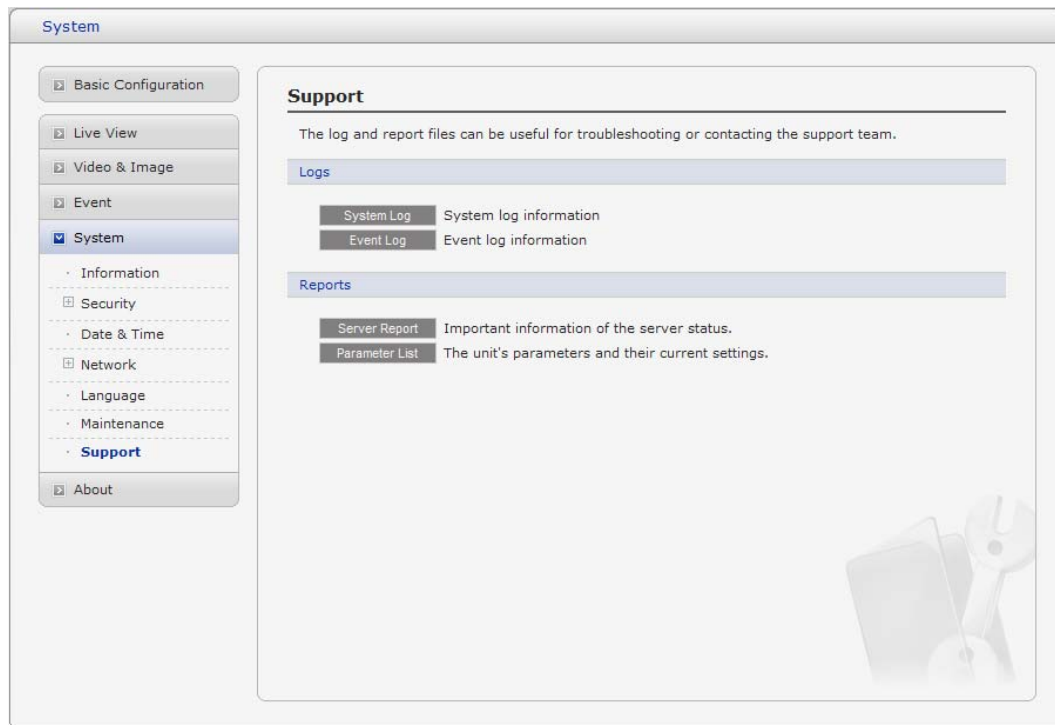 System
Basic Configuration
Live View
Video & Image
Event
System
Information
Security
Date & Time
Network
Language
Maintenance
Support
About
Support
The log and report files can be useful for troubleshooting or contacting the support team.
Logs
System Log System log information
Event Log Event log information
Reports
Server Report Important information of the server status.
Parameter List The unit's parameters and their current settings.